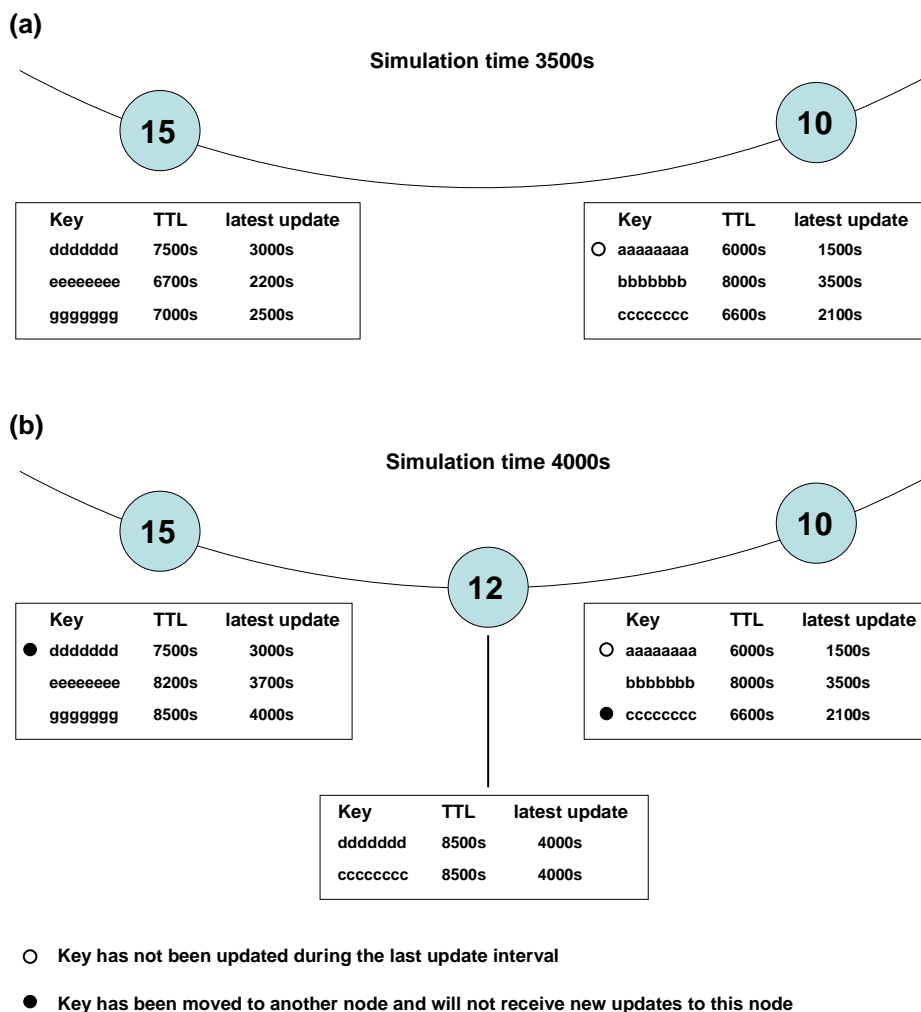 (a)
Simulation time 3500s
15
10
Key TTL latest update
ddddddd 7500s 3000s
eeeeeeee 6700s 2200s
ggggggg 7000s 2500s
Key TTL latest update
aaaaaaaa 6000s 1500s
bbbbbbb 8000s 3500s
cccccccc 6600s 2100s
(b)
Simulation time 4000s
15
10
12
Key TTL latest update
ddddddd 7500s 3000s
eeeeeeee 8200s 3700s
ggggggg 8500s 4000s
Key TTL latest update
aaaaaaaa 6000s 1500s
bbbbbbb 8000s 3500s
cccccccc 6600s 2100s
Key TTL latest update
ddddddd 8500s 4000s
cccccccc 8500s 4000s
Key has not been updated during the last update interval
Key has been moved to another node and will not receive new updates to this node